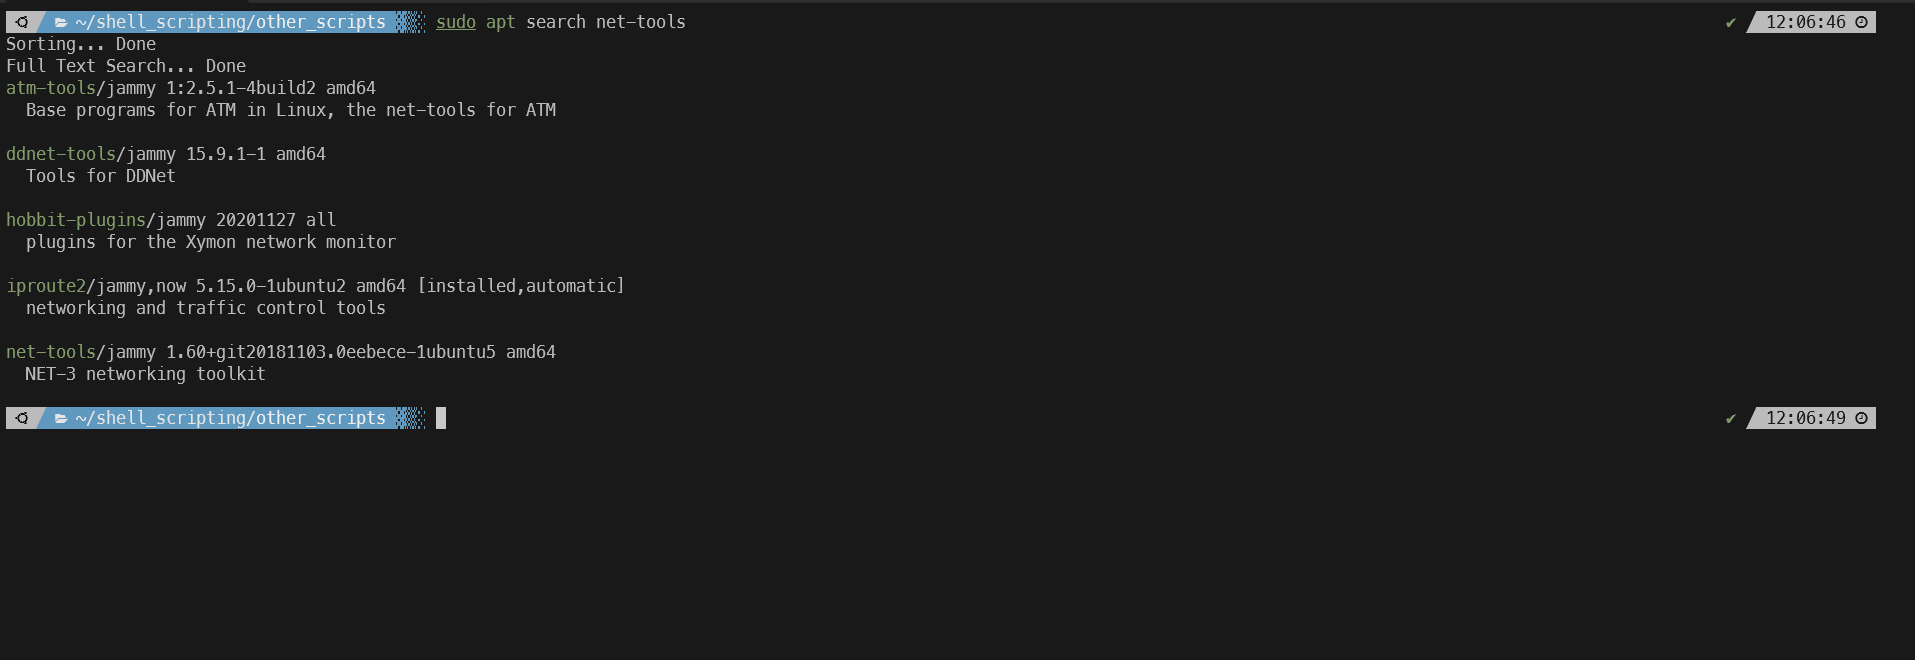 ~/shell_scripting/other_scripts sudo apt search net-tools ✔ 12:06:46
Sorting... Done
Full Text Search... Done
atm-tools/jammy 1:2.5.1-4build2 amd64
  Base programs for ATM in Linux, the net-tools for ATM

ddnet-tools/jammy 15.9.1-1 amd64
  Tools for DDNet

hobbit-plugins/jammy 20201127 all
  plugins for the Xymon network monitor

iproute2/jammy,now 5.15.0-1ubuntu2 amd64 [installed,automatic]
  networking and traffic control tools

net-tools/jammy 1.60+git20181103.0eebece-1ubuntu5 amd64
  NET-3 networking toolkit

~/shell_scripting/other_scripts ✔ 12:06:49